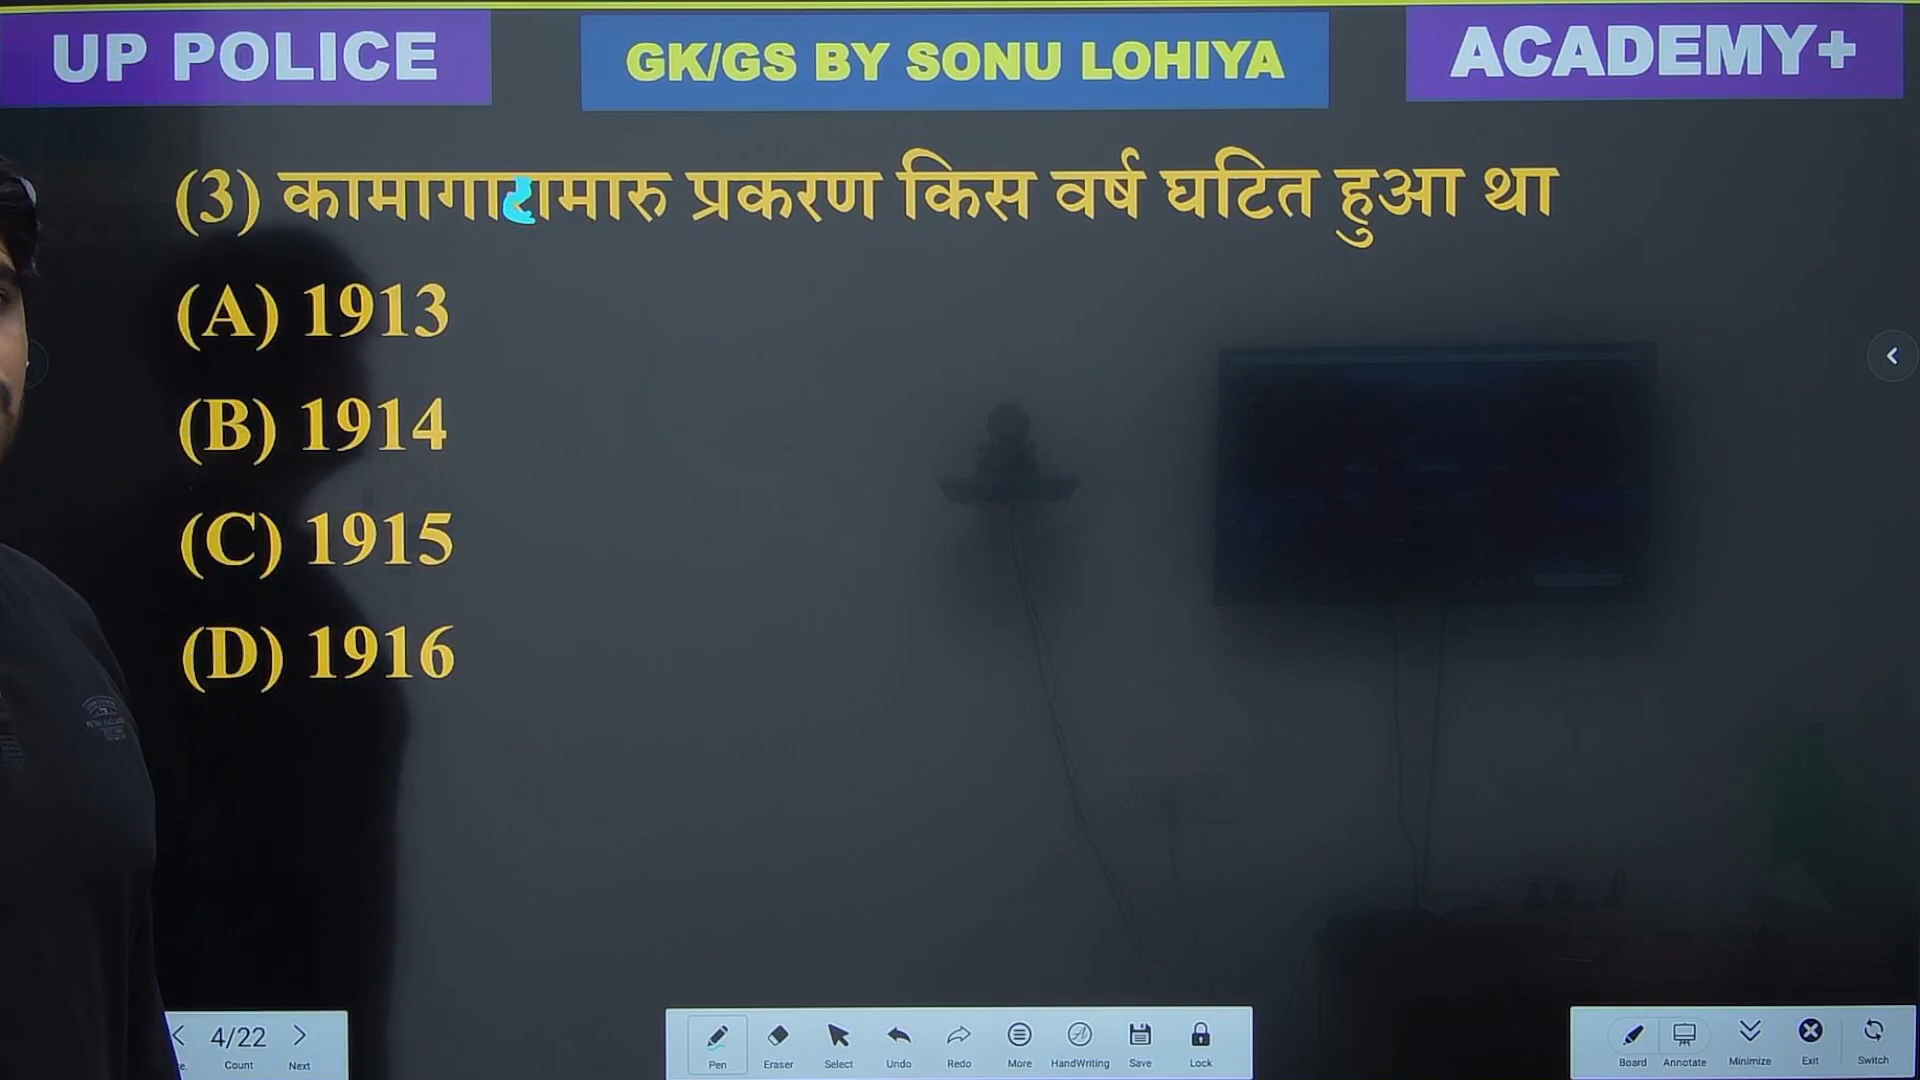 UP POLICE
GK/GS BY SONU LOHIYA
ACADEMY+
(3) कामागाटामारु प्रकरण किस वर्ष घटित हुआ था
(A) 1913
(B) 1914
(C) 1915
(D) 1916
4/22
Count
Next
Pen
Eraser
Select
Undo
Redo
More
HandWriting
Save
Lock
Board
Annotate
Minimize
Exit
Switch